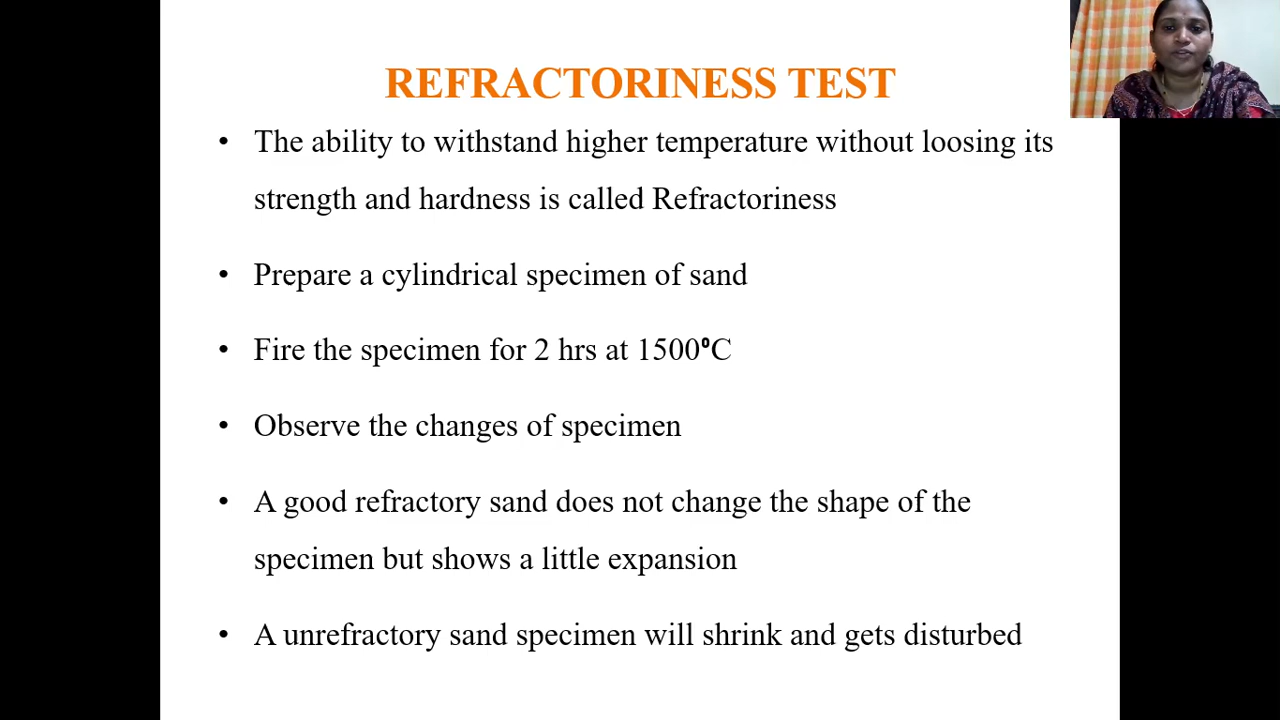 REFRACTORINESS TEST
• The ability to withstand higher temperature without loosing its
strength and hardness is called Refractoriness
• Prepare a cylindrical specimen of sand
• Fire the specimen for 2 hrs at 1500⁰C
• Observe the changes of specimen
• A good refractory sand does not change the shape of the
specimen but shows a little expansion
• A unrefractory sand specimen will shrink and gets disturbed